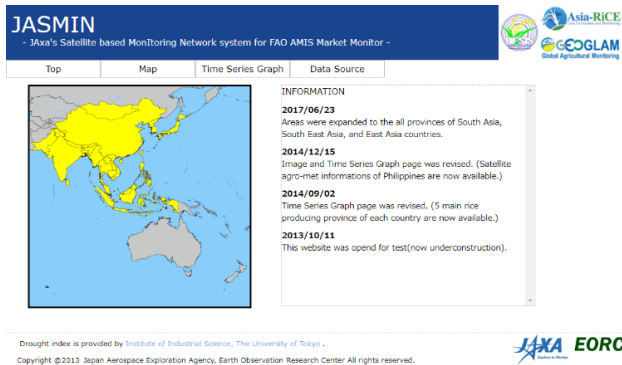 JASMIN
- JAxa's Satellite based MonItoring Network system for FAO AMIS Market Monitor -
Asia-RiCE
GEOGLAM
Global Agricultural Monitoring
Top Map Time Series Graph Data Source
INFORMATION
2017/06/23
Areas were expanded to the all provinces of South Asia,
South East Asia, and East Asia countries.
2014/12/15
Image and Time Series Graph page was revised. (Satellite
agro-met informations of Philippines are now available.)
2014/09/02
Time Series Graph page was revised. (5 main rice
producing province of each country are now available.)
2013/10/11
This website was opend for test(now underconstruction).
Drought index is provided by Institute of Industrial Science, The University of Tokyo .
JAXA EORC
Copyright @2013 Japan Aerospace Exploration Agency, Earth Observation Research Center All rights reserved.